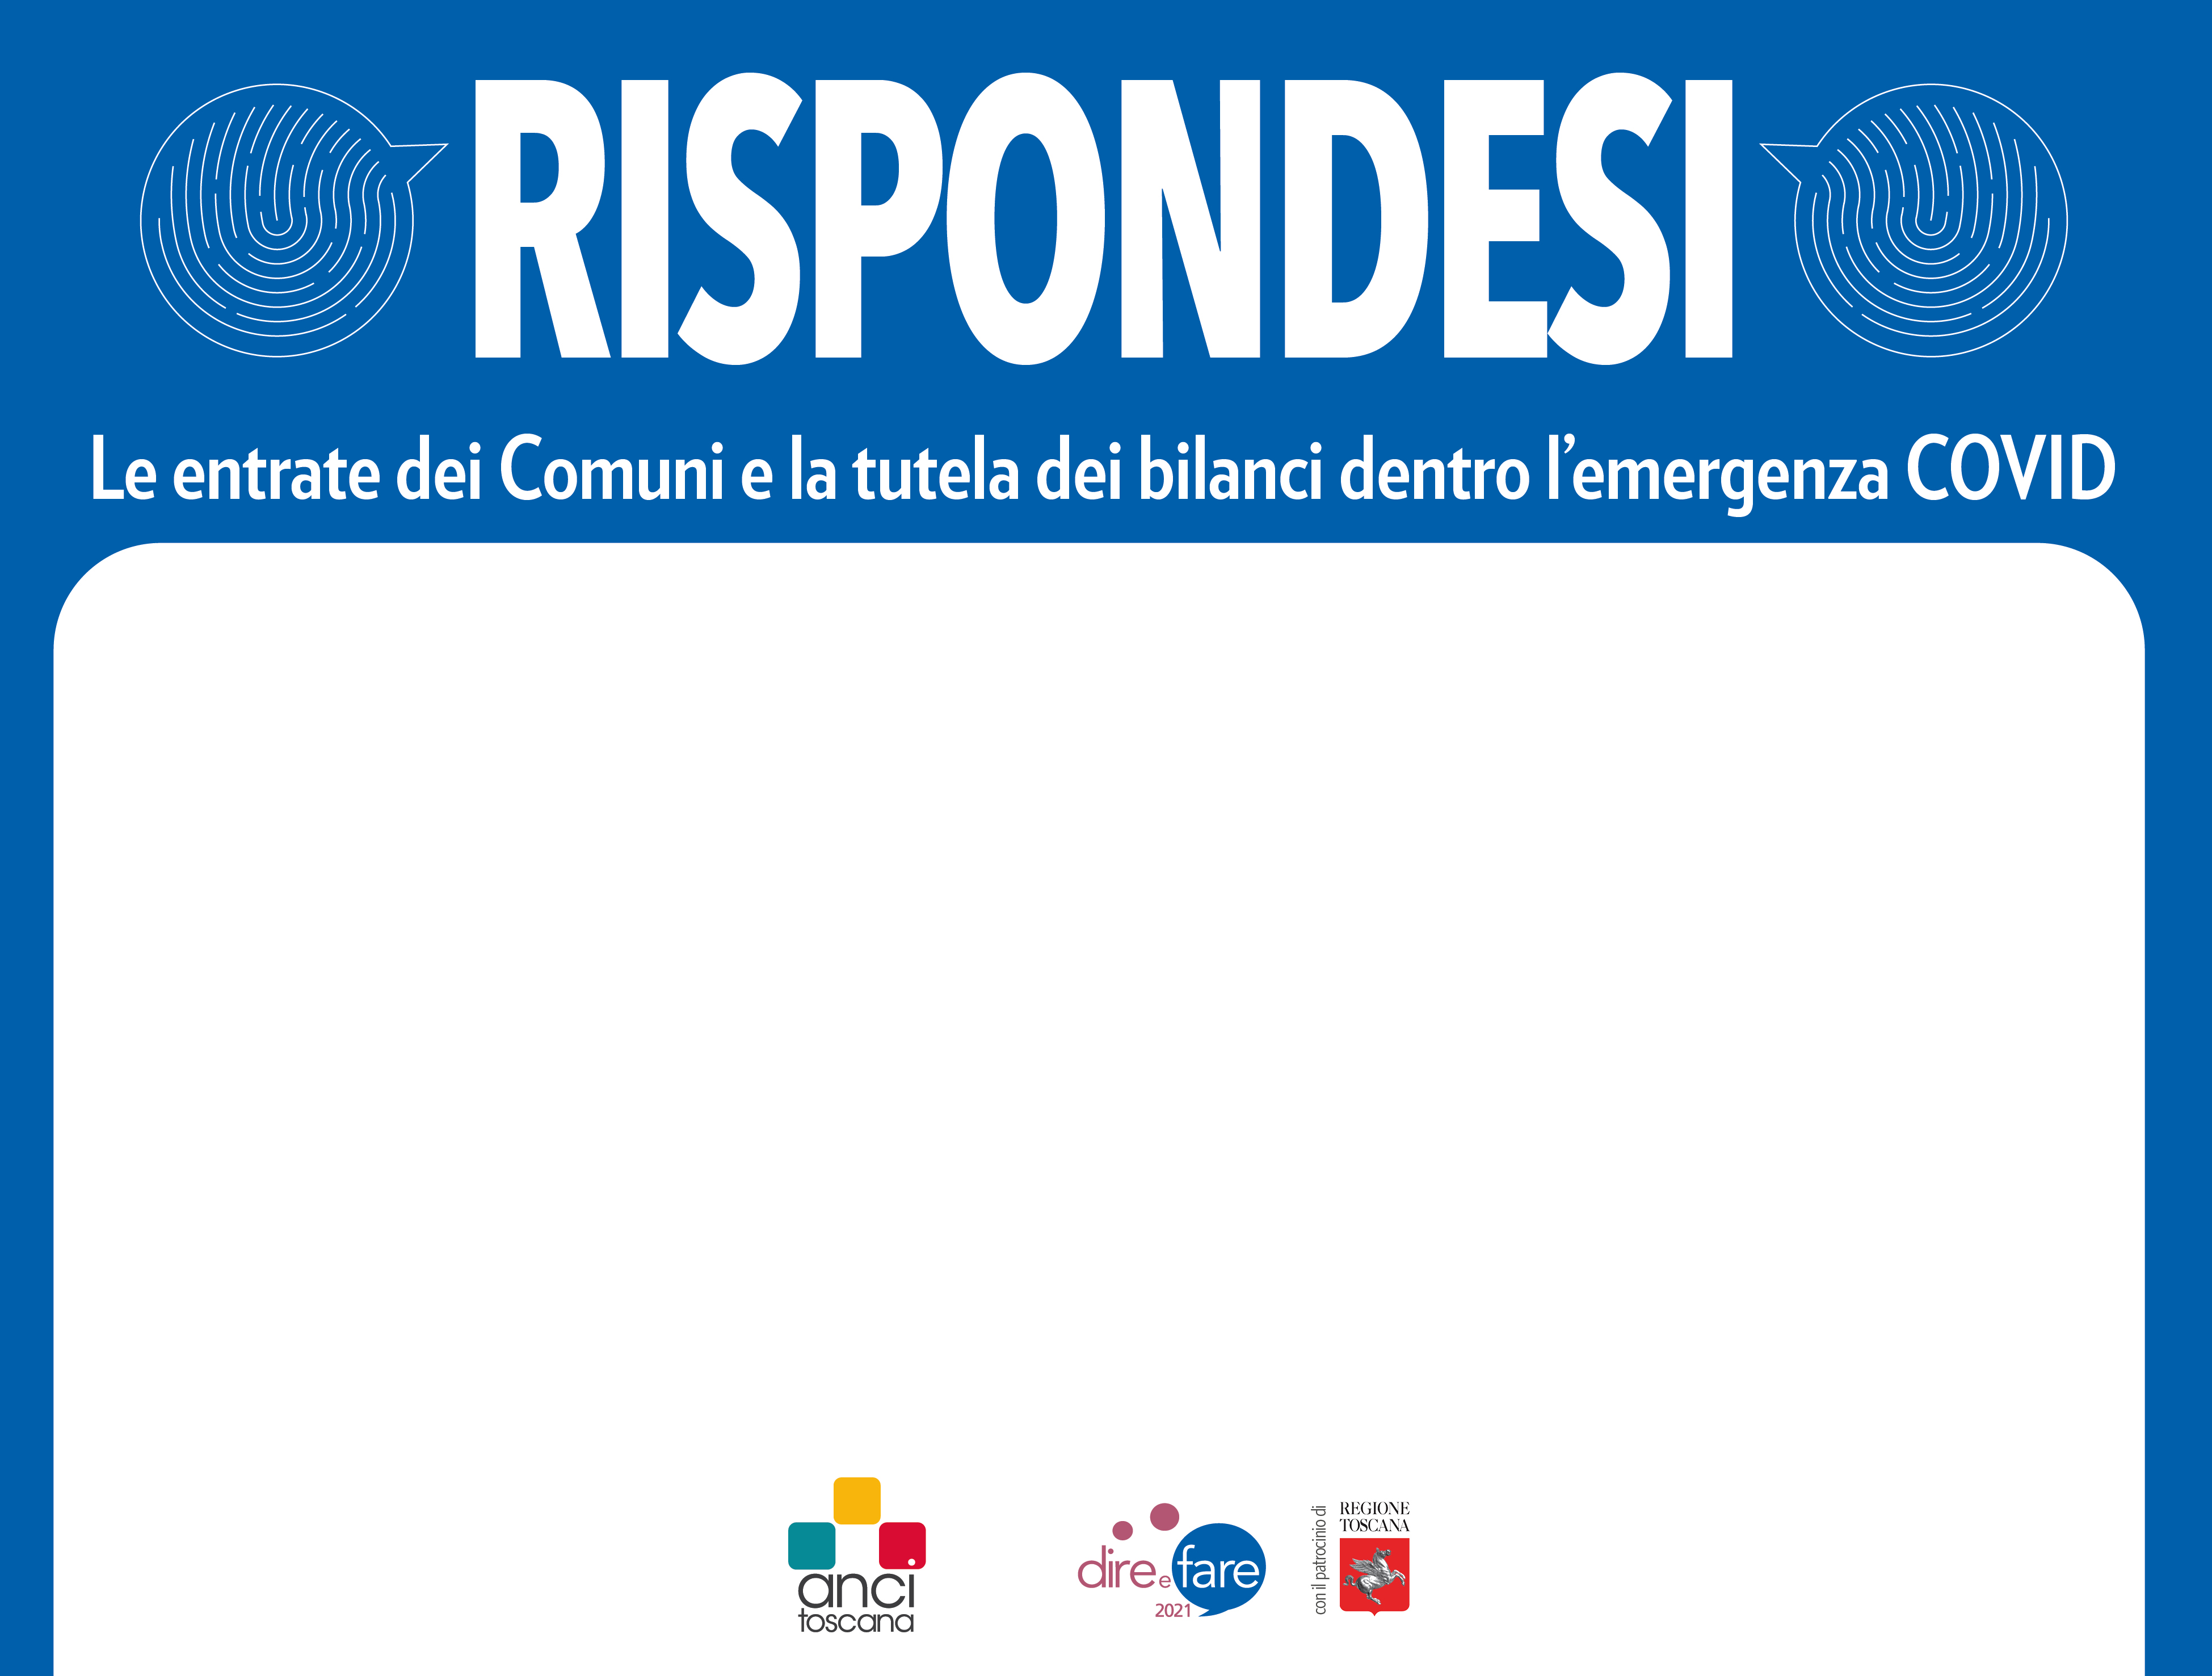 RISPONDESI
Le entrate dei Comuni e la tutela dei bilanci dentro l’emergenza COVID
anci
toscana
dire e fare
2021
con il patrocinio di
REGIONE
TOSCANA